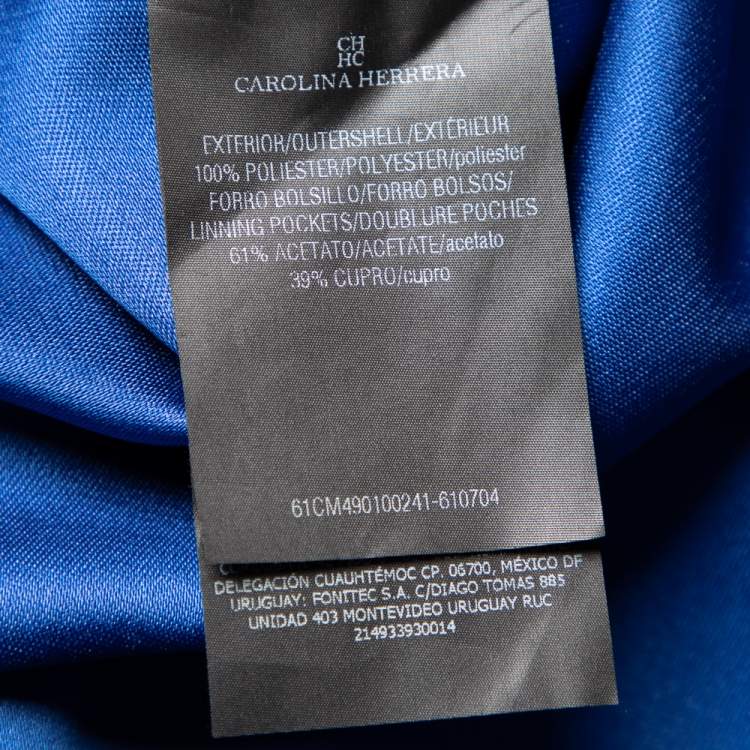 CH
HC
CAROLINA HERRERA
EXTERIOR/OUTERSHELL/EXTÉRIEUR
100% POLIESTER/POLYESTER/poliester
FORRO BOLSILLO/FORRO BOLSOS/
LINNING POCKETS/DOUBLURE POCHES
61% ACETATO/ACETATE/acetato
39% CUPRO/cupro
61CM490100241-610704
DELEGACIÓN CUAUHTÉMOC CP. 06700, MÉXICO DF
URUGUAY: FONITEC S.A. C/DIAGO TOMAS 885
UNIDAD 403 MONTEVIDEO URUGUAY RUC
214933930014